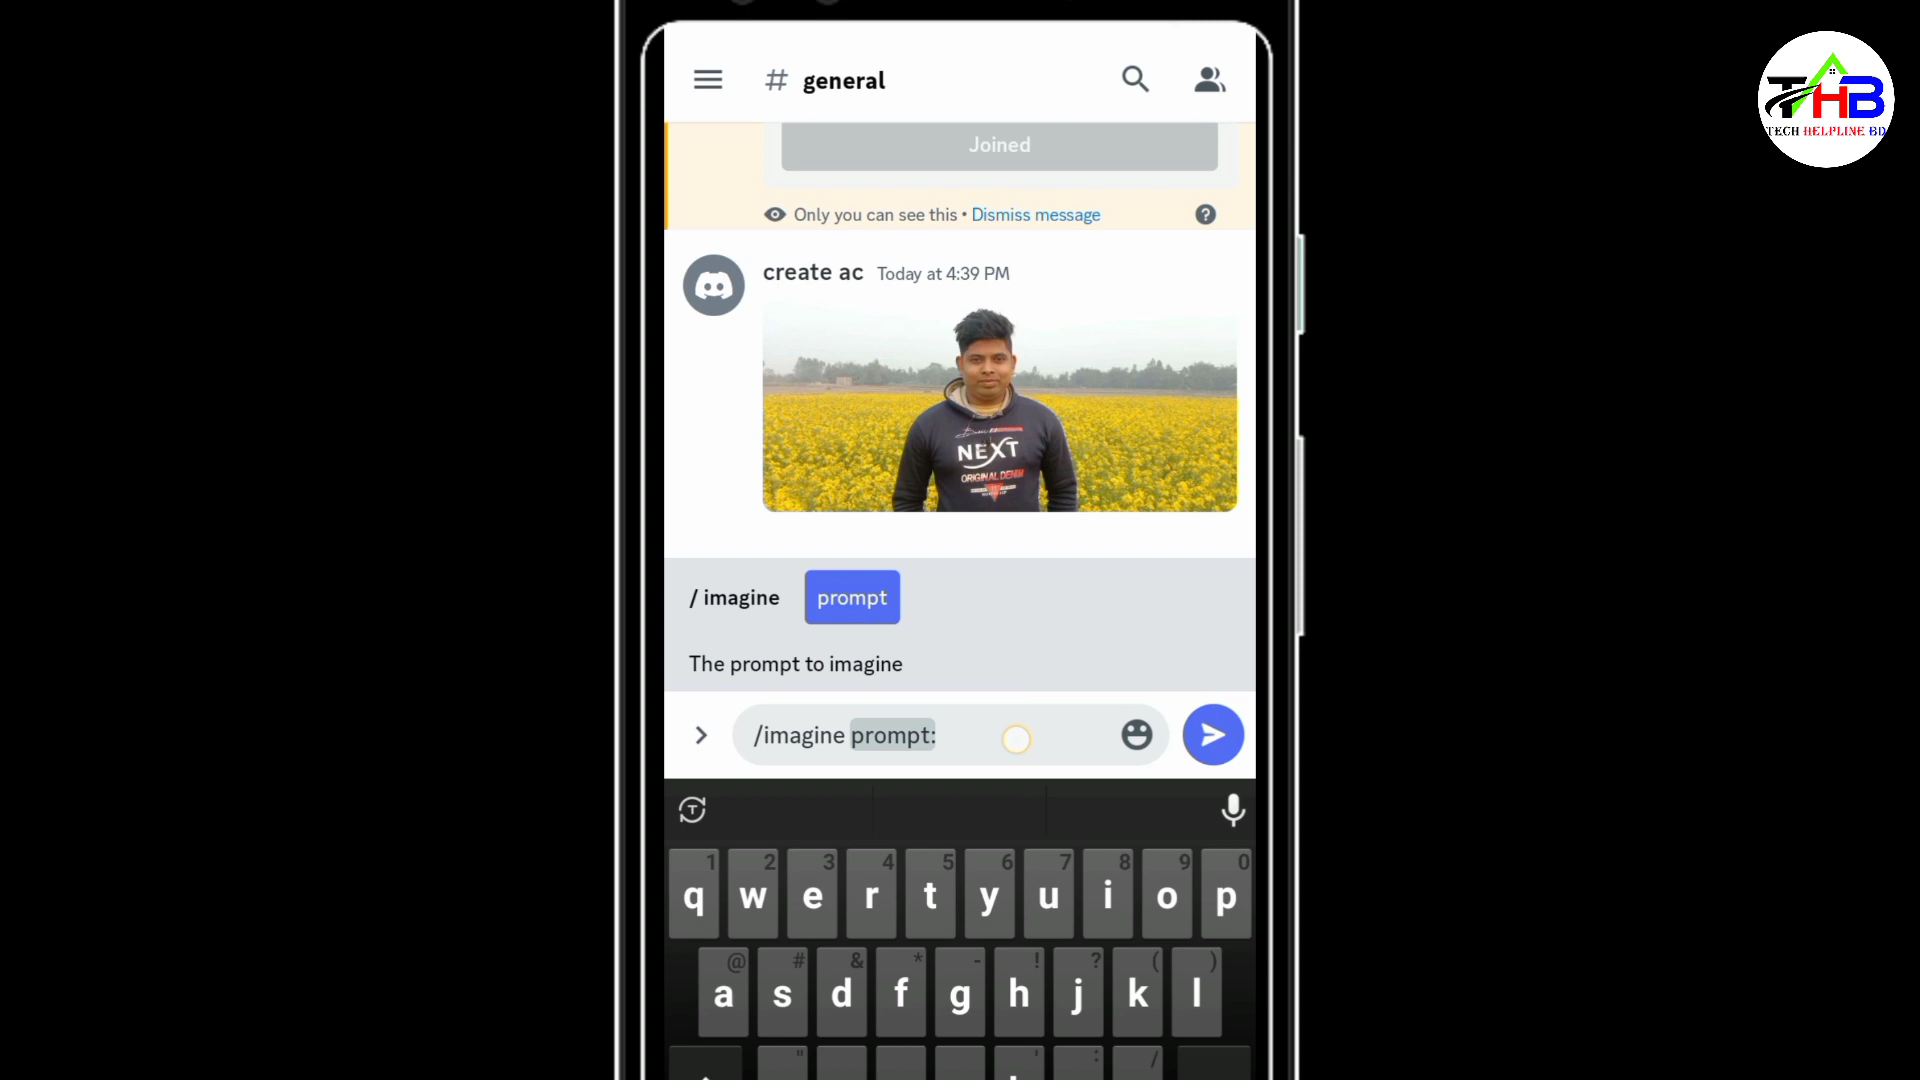 # general
THB
TECH HELPLINE BD
Joined
Only you can see this • Dismiss message
create ac Today at 4:39 PM
NEXT
ORIGINAL DENIM
/ imagine prompt
The prompt to imagine
/imagine prompt:
T
1 2 3 4 5 6 7 8 9 0
q w e r t y u i o p
@ # & * - ! ? ( )
a s d f g h j k l
" ' : /